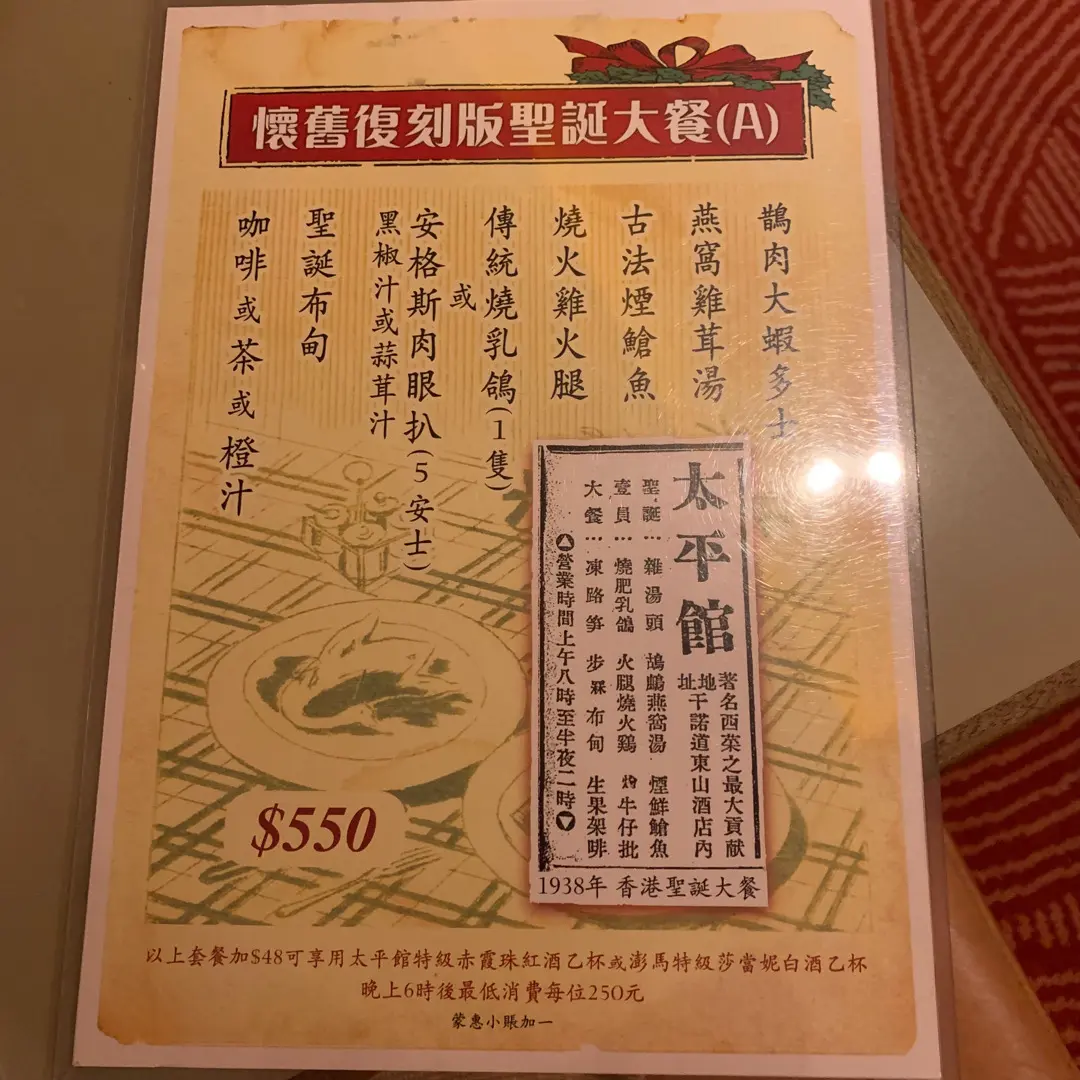 懷舊復刻版聖誕大餐(A)
鵲肉大蝦多士
燕窩雞茸湯
古法煙鯧魚
燒火雞火腿
傳統燒乳鴿(1隻)
或
安格斯肉眼扒(5安士)
黑椒汁或蒜茸汁
聖誕布甸
咖啡或茶或橙汁
太平館
著名西菜之最大貢献
地址干諾道東山酒店內
聖誕…雜湯頭 鴣鷓燕窩湯 煙鮮鯧魚
壹員…燒肥乳鴿 火腿燒火鷄 牛仔批
大餐…凍路笋 步冧布甸 生果架啡
▲營業時間上午八時至半夜二時▼
1938年 香港聖誕大餐
$550
以上套餐加$48可享用太平館特級赤霞珠紅酒乙杯或澎馬特級莎當妮白酒乙杯
晚上6時後最低消費每位250元
蒙惠小賬加一